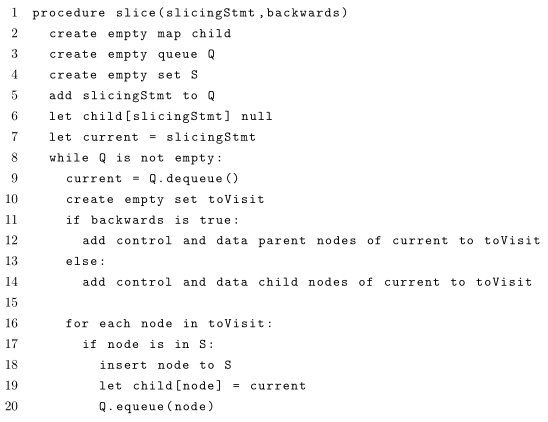 1 procedure slice(slicingStmt,backwards)
2 create empty map child
3 create empty queue Q
4 create empty set S
5 add slicingStmt to Q
6 let child[slicingStmt] null
7 let current = slicingStmt
8 while Q is not empty:
9 current = Q.dequeue()
10 create empty set toVisit
11 if backwards is true:
12 add control and data parent nodes of current to toVisit
13 else:
14 add control and data child nodes of current to toVisit
15
16 for each node in toVisit:
17 if node is in S:
18 insert node to S
19 let child[node] = current
20 Q.equeue(node)